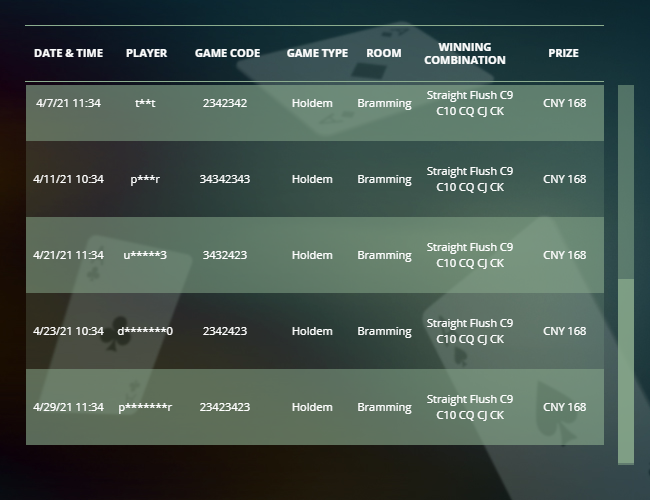 DATE & TIME PLAYER GAME CODE GAME TYPE ROOM WINNING COMBINATION PRIZE
4/7/21 11:34 t**t 2342342 Holdem Bramming Straight Flush C9 C10 CQ CJ CK CNY 168
4/11/21 10:34 p***r 34342343 Holdem Bramming Straight Flush C9 C10 CQ CJ CK CNY 168
4/21/21 11:34 u*****3 3432423 Holdem Bramming Straight Flush C9 C10 CQ CJ CK CNY 168
4/23/21 10:34 d*******0 2342423 Holdem Bramming Straight Flush C9 C10 CQ CJ CK CNY 168
4/29/21 11:34 p*******r 23423423 Holdem Bramming Straight Flush C9 C10 CQ CJ CK CNY 168